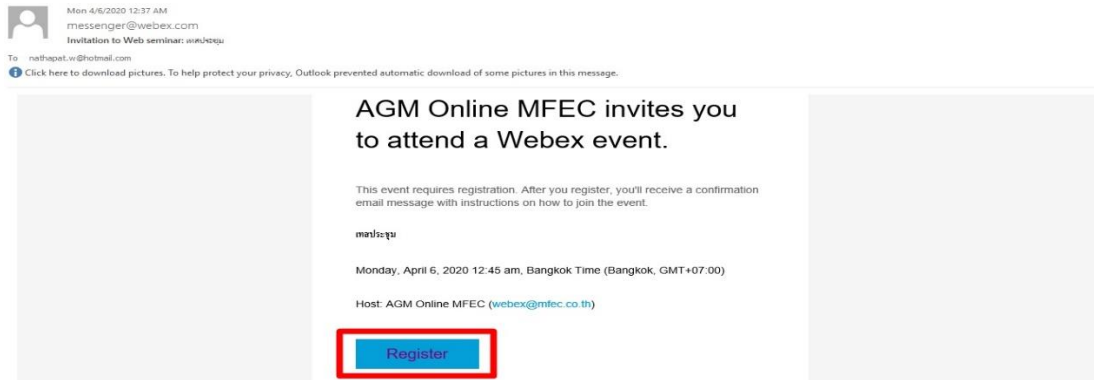 Mon 4/6/2020 12:37 AM
messenger@webex.com
Invitation to Web seminar: เทสประชุม
To nathapat.w@hotmail.com
Click here to download pictures. To help protect your privacy, Outlook prevented automatic download of some pictures in this message.
AGM Online MFEC invites you
to attend a Webex event.
This event requires registration. After you register, you'll receive a confirmation
email message with instructions on how to join the event.
เทสประชุม
Monday, April 6, 2020 12:45 am, Bangkok Time (Bangkok, GMT+07:00)
Host: AGM Online MFEC (webex@mfec.co.th)
Register